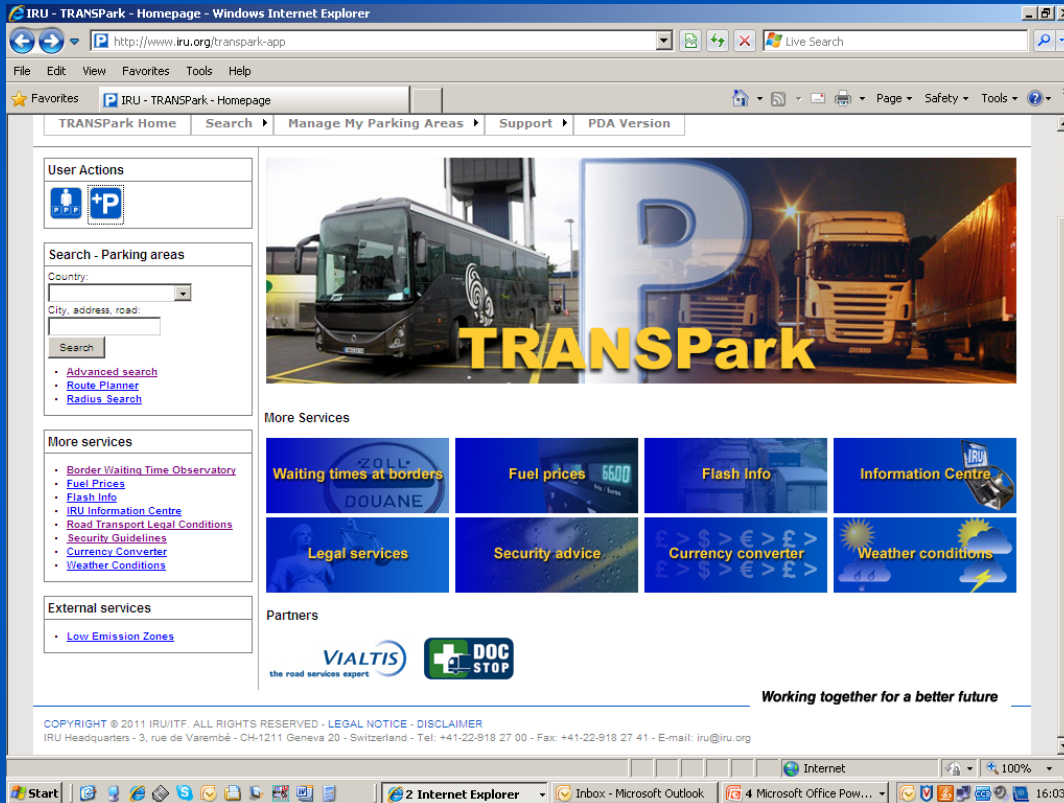 IRU - TRANSPark - Homepage - Windows Internet Explorer
http://www.iru.org/transpark-app
Live Search
File Edit View Favorites Tools Help
Favorites IRU - TRANSPark - Homepage
Page Safety Tools
TRANSPark Home Search Manage My Parking Areas Support PDA Version
User Actions
P P P +P
Search - Parking areas
Country:
City, address, road:
Search
Advanced search
Route Planner
Radius Search
More services
Border Waiting Time Observatory
Fuel Prices
Flash Info
IRU Information Centre
Road Transport Legal Conditions
Security Guidelines
Currency Converter
Weather Conditions
External services
Low Emission Zones
P
TRANSPark
More Services
ZOLL
Waiting times at borders
DOUANE
Fuel prices
6600
Flash Info
IRU
Information Centre
Legal services
Security advice
£ > $ > € > £ >
Currency converter
£ > $ > € > £ >
Weather conditions
Partners
VIALTIS
the road services expert
DOC
STOP
Working together for a better future
COPYRIGHT © 2011 IRU/ITF. ALL RIGHTS RESERVED - LEGAL NOTICE - DISCLAIMER
IRU Headquarters - 3, rue de Varembé - CH-1211 Geneva 20 - Switzerland - Tel: +41-22-918 27 00 - Fax: +41-22-918 27 41 - E-mail: iru@iru.org
Internet 100%
Start 2 Internet Explorer Inbox - Microsoft Outlook 4 Microsoft Office Pow... 16:03